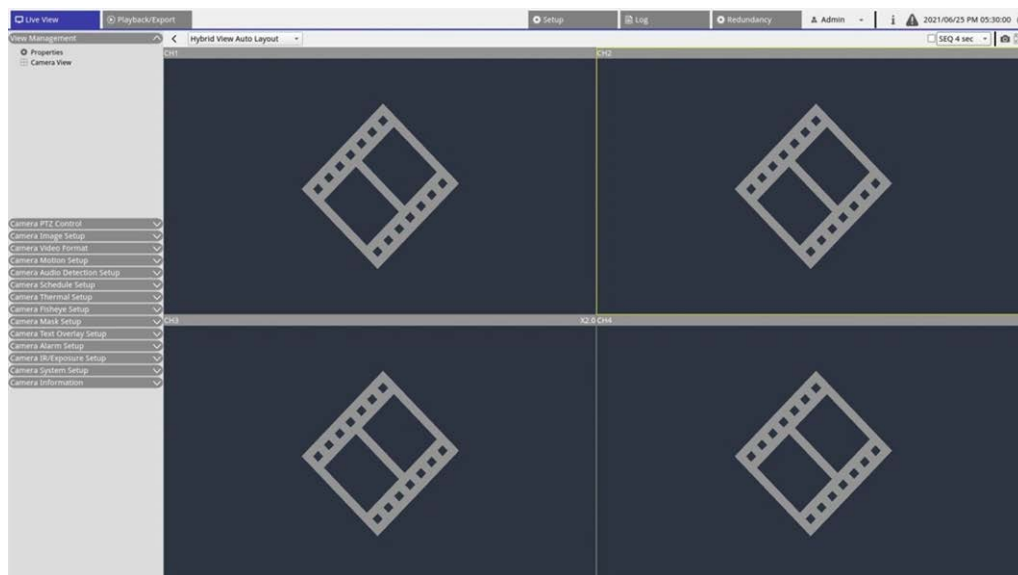 Live View
Playback/Export
Setup
Log
Redundancy
Admin
2021/06/25 PM 05:30:00
View Management
Hybrid View Auto Layout
SEQ 4 sec
Properties
Camera View
CH1
CH2
Camera PTZ Control
Camera Image Setup
Camera Video Format
Camera Motion Setup
Camera Audio Detection Setup
Camera Schedule Setup
Camera Thermal Setup
Camera Fisheye Setup
Camera Mask Setup
CH3
X2.0
CH4
Camera Text Overlay Setup
Camera Alarm Setup
Camera IR/Exposure Setup
Camera System Setup
Camera Information